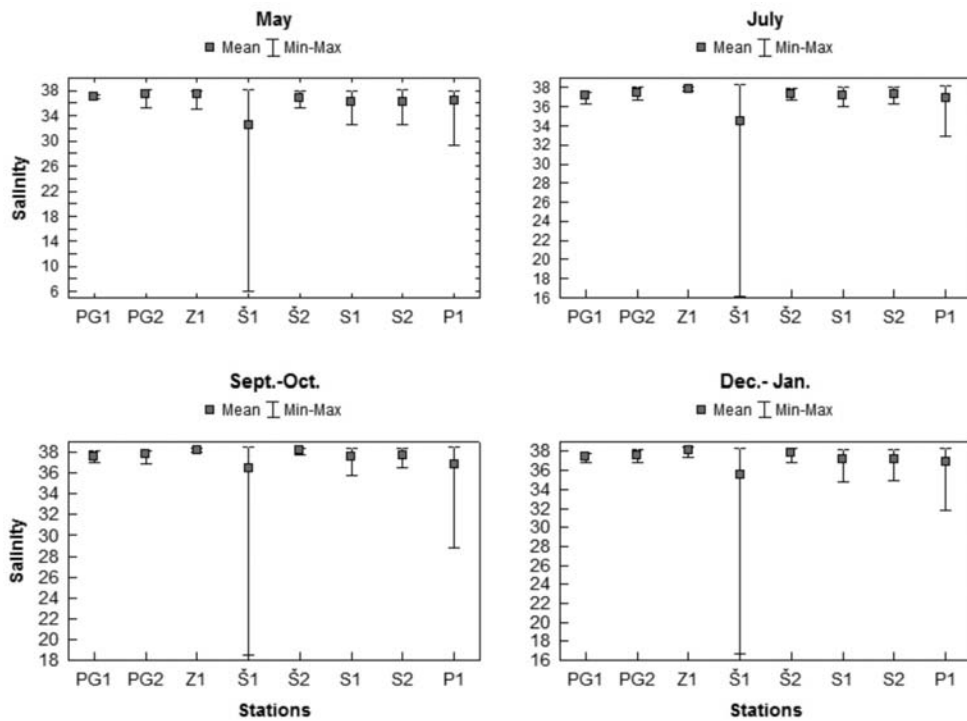 May
Mean Min-Max
Salinity
38
34
30
26
22
18
14
10
6
PG1 PG2 Z1 Š1 Š2 S1 S2 P1
July
Mean Min-Max
38
36
34
32
30
28
26
24
22
20
18
16
PG1 PG2 Z1 Š1 Š2 S1 S2 P1
Sept.-Oct.
Mean Min-Max
Salinity
38
36
34
32
30
28
26
24
22
20
18
PG1 PG2 Z1 Š1 Š2 S1 S2 P1
Stations
Dec.- Jan.
Mean Min-Max
38
36
34
32
30
28
26
24
22
20
18
16
PG1 PG2 Z1 Š1 Š2 S1 S2 P1
Stations